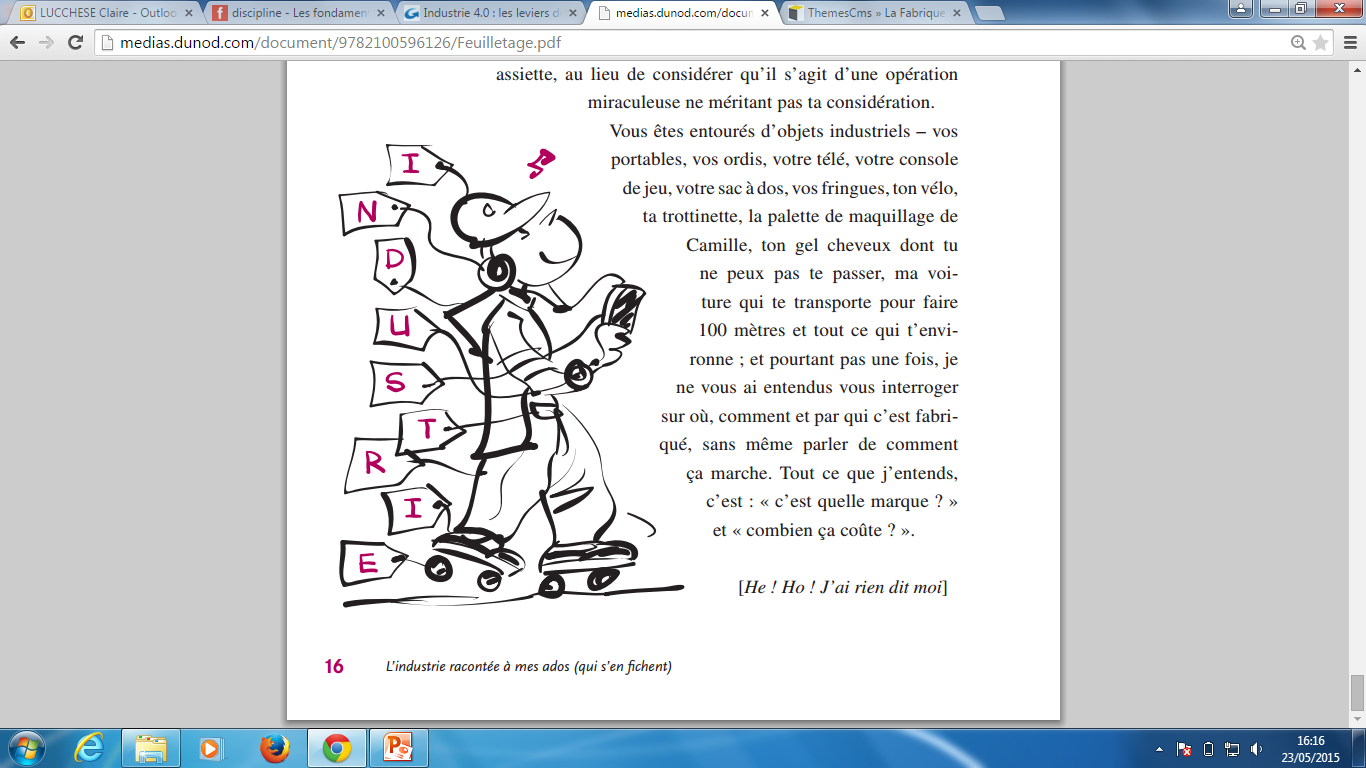 LUCCHESE Claire - Outloo
discipline - Les fondament
Industrie 4.0 : les leviers d
medias.dunod.com/docun
ThemesCms » La Fabrique
medias.dunod.com/document/9782100596126/Feuilletage.pdf
assiette, au lieu de considérer qu’il s’agit d’une opération
miraculeuse ne méritant pas ta considération.
Vous êtes entourés d’objets industriels – vos
portables, vos ordis, votre télé, votre console
de jeu, votre sac à dos, vos fringues, ton vélo,
ta trottinette, la palette de maquillage de
Camille, ton gel cheveux dont tu
ne peux pas te passer, ma voi-
ture qui te transporte pour faire
100 mètres et tout ce qui t’envi-
ronne ; et pourtant pas une fois, je
ne vous ai entendus vous interroger
sur où, comment et par qui c’est fabri-
qué, sans même parler de comment
ça marche. Tout ce que j’entends,
c’est : « c’est quelle marque ? »
et « combien ça coûte ? ».
[He ! Ho ! J’ai rien dit moi]
I
N
D
U
S
T
R
I
E
16 L’industrie racontée à mes ados (qui s’en fichent)
16:16
23/05/2015